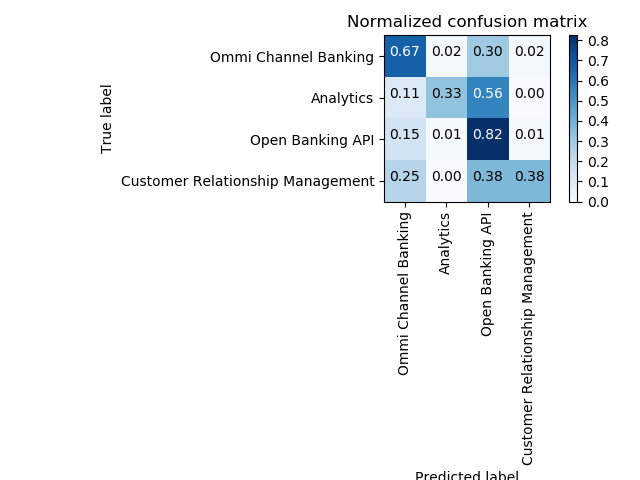 Normalized confusion matrix
True label
Ommi Channel Banking 0.67 0.02 0.30 0.02
Analytics 0.11 0.33 0.56 0.00
Open Banking API 0.15 0.01 0.82 0.01
Customer Relationship Management 0.25 0.00 0.38 0.38
0.8
0.7
0.6
0.5
0.4
0.3
0.2
0.1
0.0
Ommi Channel Banking
Analytics
Open Banking API
Customer Relationship Management
Predicted label